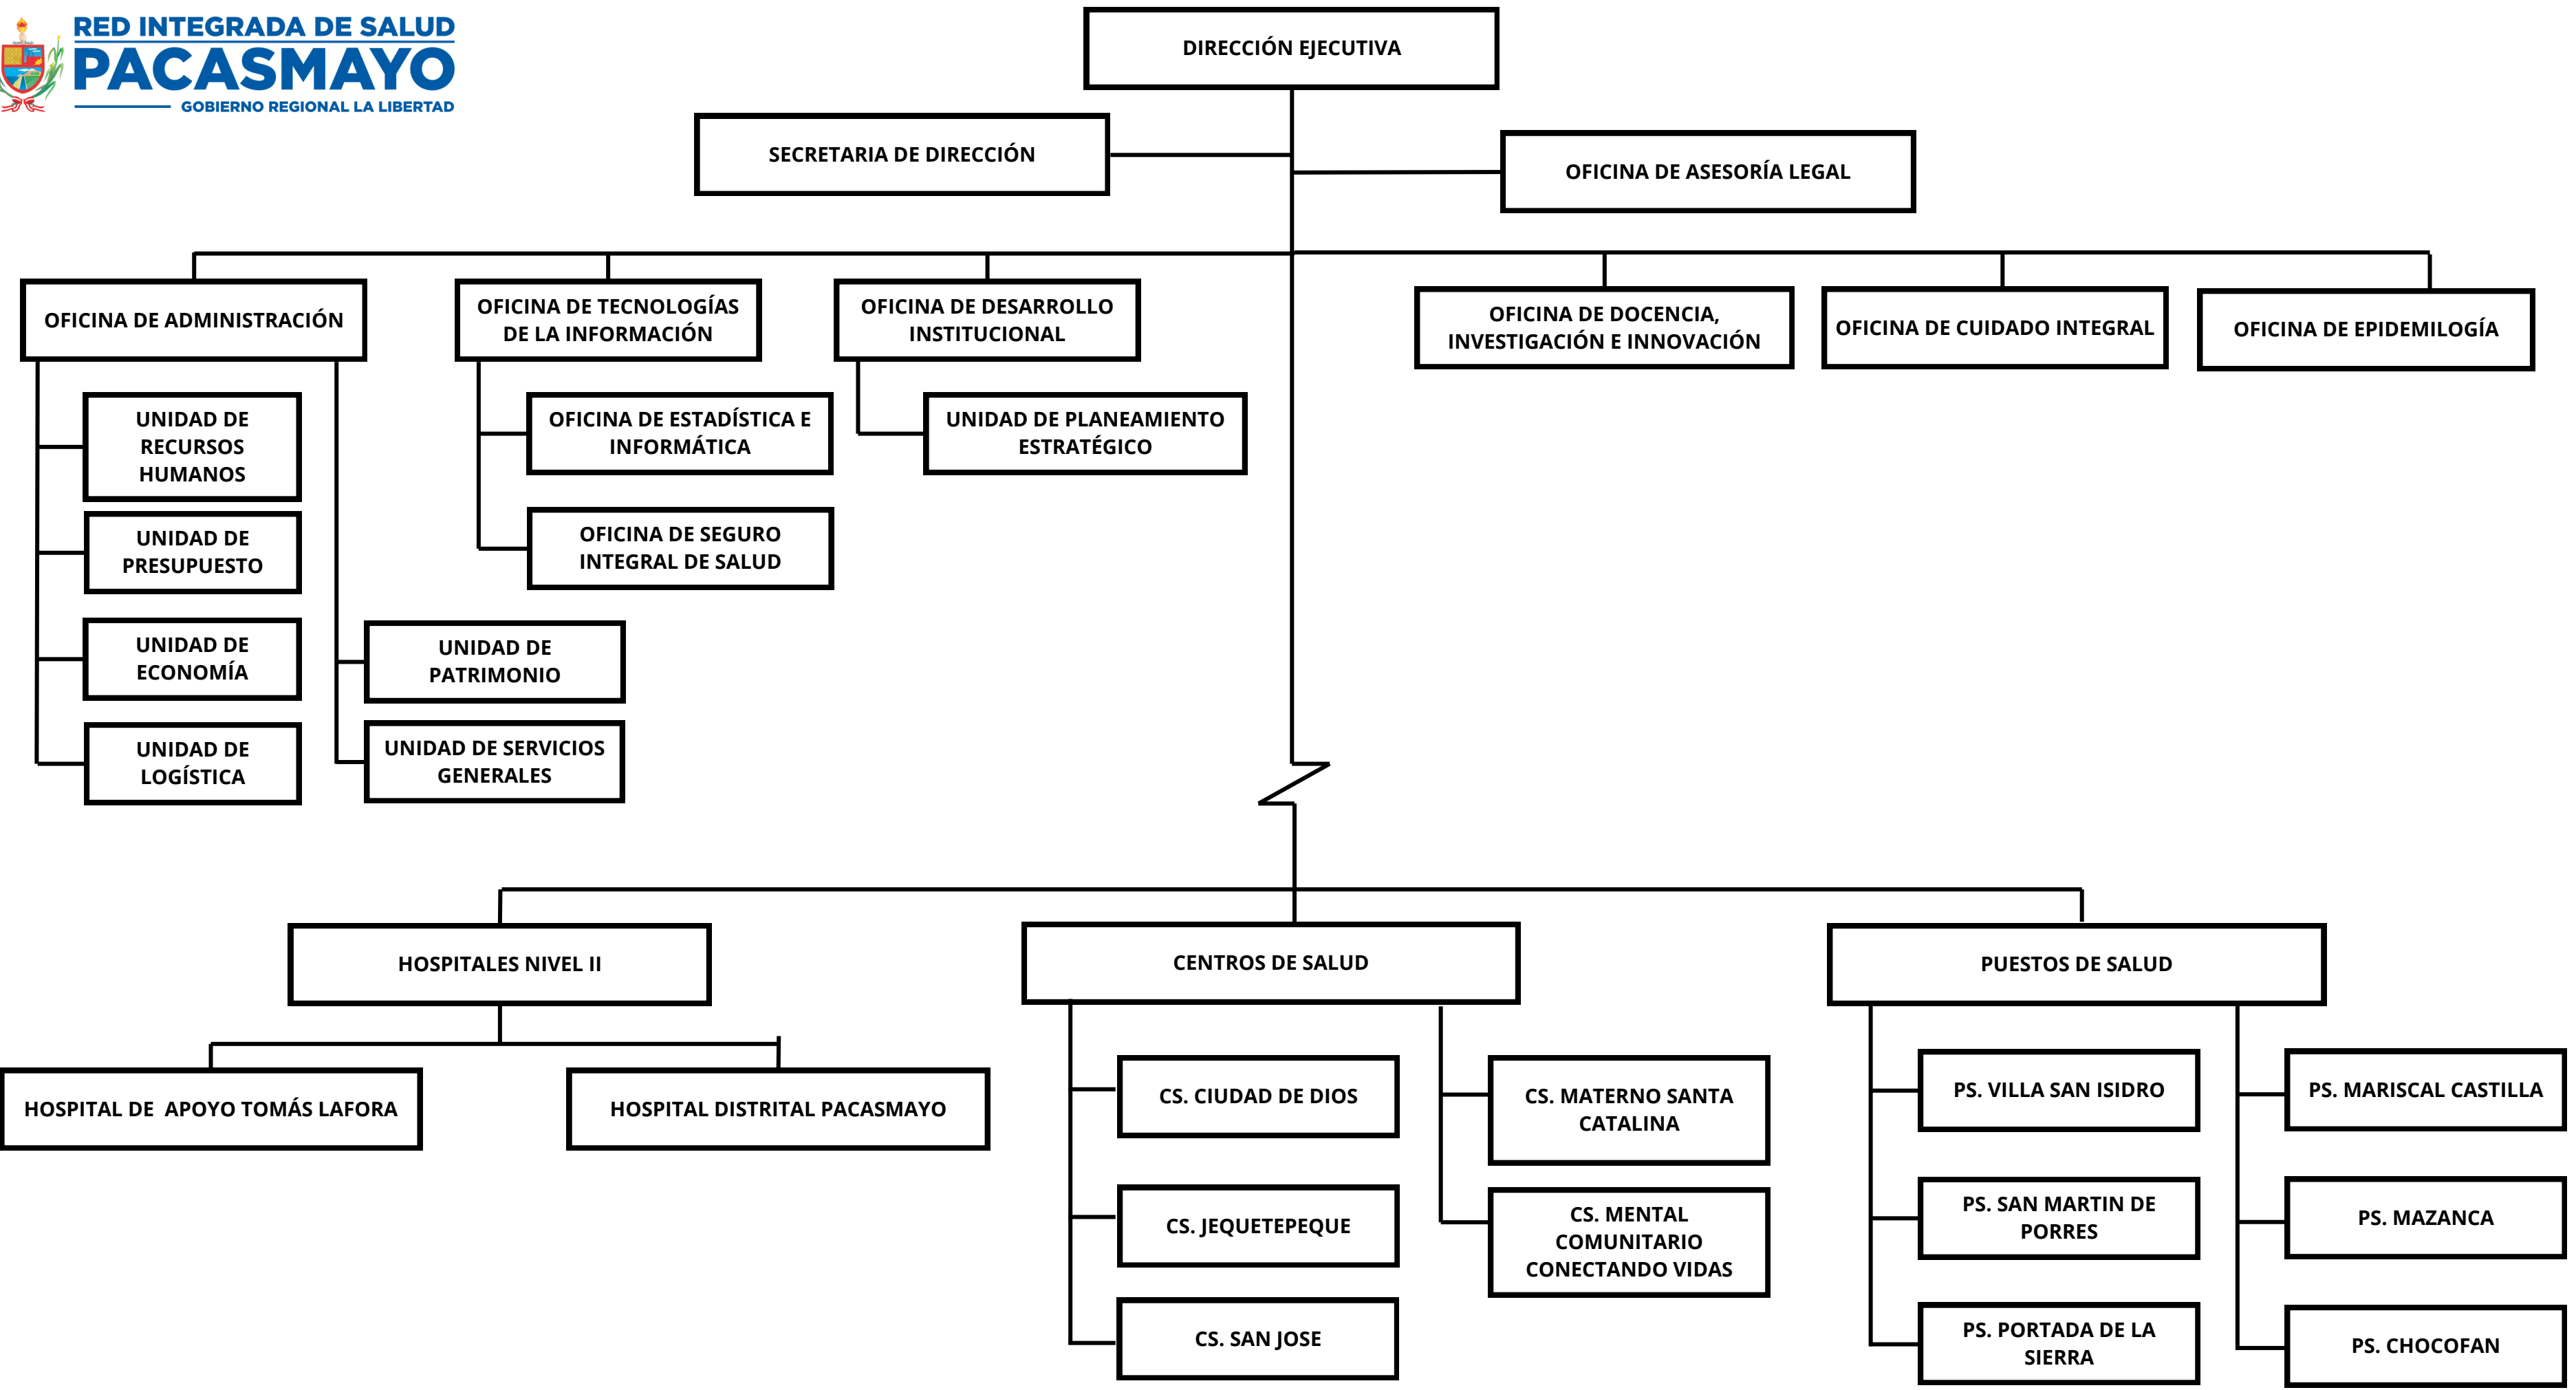 RED INTEGRADA DE SALUD
PACASMAYO
GOBIERNO REGIONAL LA LIBERTAD
DIRECCIÓN EJECUTIVA
SECRETARIA DE DIRECCIÓN
OFICINA DE ASESORÍA LEGAL
OFICINA DE ADMINISTRACIÓN
OFICINA DE TECNOLOGÍAS
DE LA INFORMACIÓN
OFICINA DE DESARROLLO
INSTITUCIONAL
OFICINA DE DOCENCIA,
INVESTIGACIÓN E INNOVACIÓN
OFICINA DE CUIDADO INTEGRAL
OFICINA DE EPIDEMILOGÍA
UNIDAD DE
RECURSOS
HUMANOS
UNIDAD DE
PRESUPUESTO
UNIDAD DE
ECONOMÍA
UNIDAD DE
LOGÍSTICA
UNIDAD DE
PATRIMONIO
UNIDAD DE SERVICIOS
GENERALES
OFICINA DE ESTADÍSTICA E
INFORMÁTICA
OFICINA DE SEGURO
INTEGRAL DE SALUD
UNIDAD DE PLANEAMIENTO
ESTRATÉGICO
HOSPITALES NIVEL II
HOSPITAL DE APOYO TOMÁS LAFORA
HOSPITAL DISTRITAL PACASMAYO
CENTROS DE SALUD
CS. CIUDAD DE DIOS
CS. JEQUETEPEQUE
CS. SAN JOSE
CS. MATERNO SANTA
CATALINA
CS. MENTAL
COMUNITARIO
CONECTANDO VIDAS
PUESTOS DE SALUD
PS. VILLA SAN ISIDRO
PS. SAN MARTIN DE
PORRES
PS. PORTADA DE LA
SIERRA
PS. MARISCAL CASTILLA
PS. MAZANCA
PS. CHOCOFAN